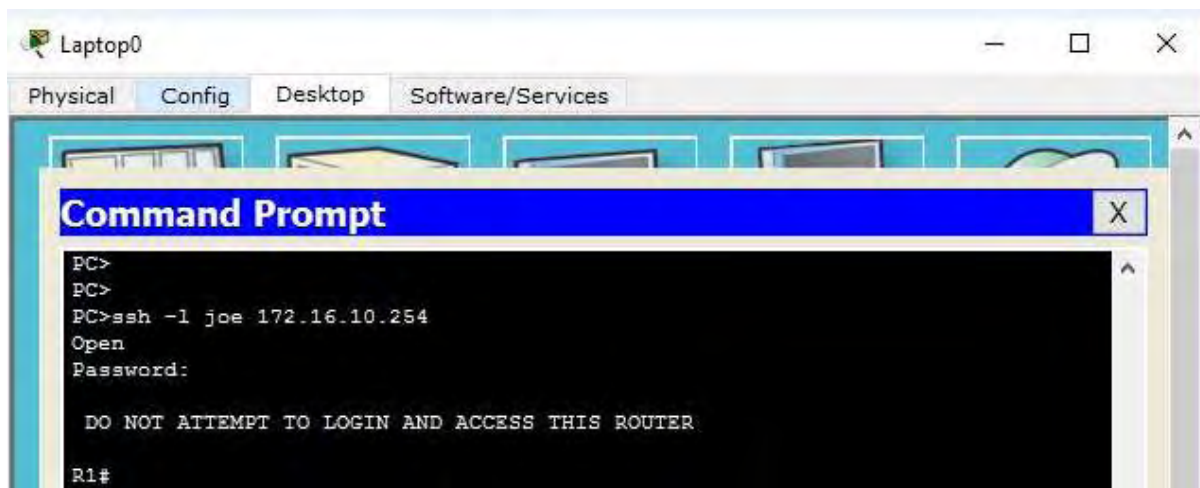 Laptop0
Physical Config Desktop Software/Services
Command Prompt
X
PC>
PC>
PC>ssh -l joe 172.16.10.254
Open
Password:
DO NOT ATTEMPT TO LOGIN AND ACCESS THIS ROUTER
R1#